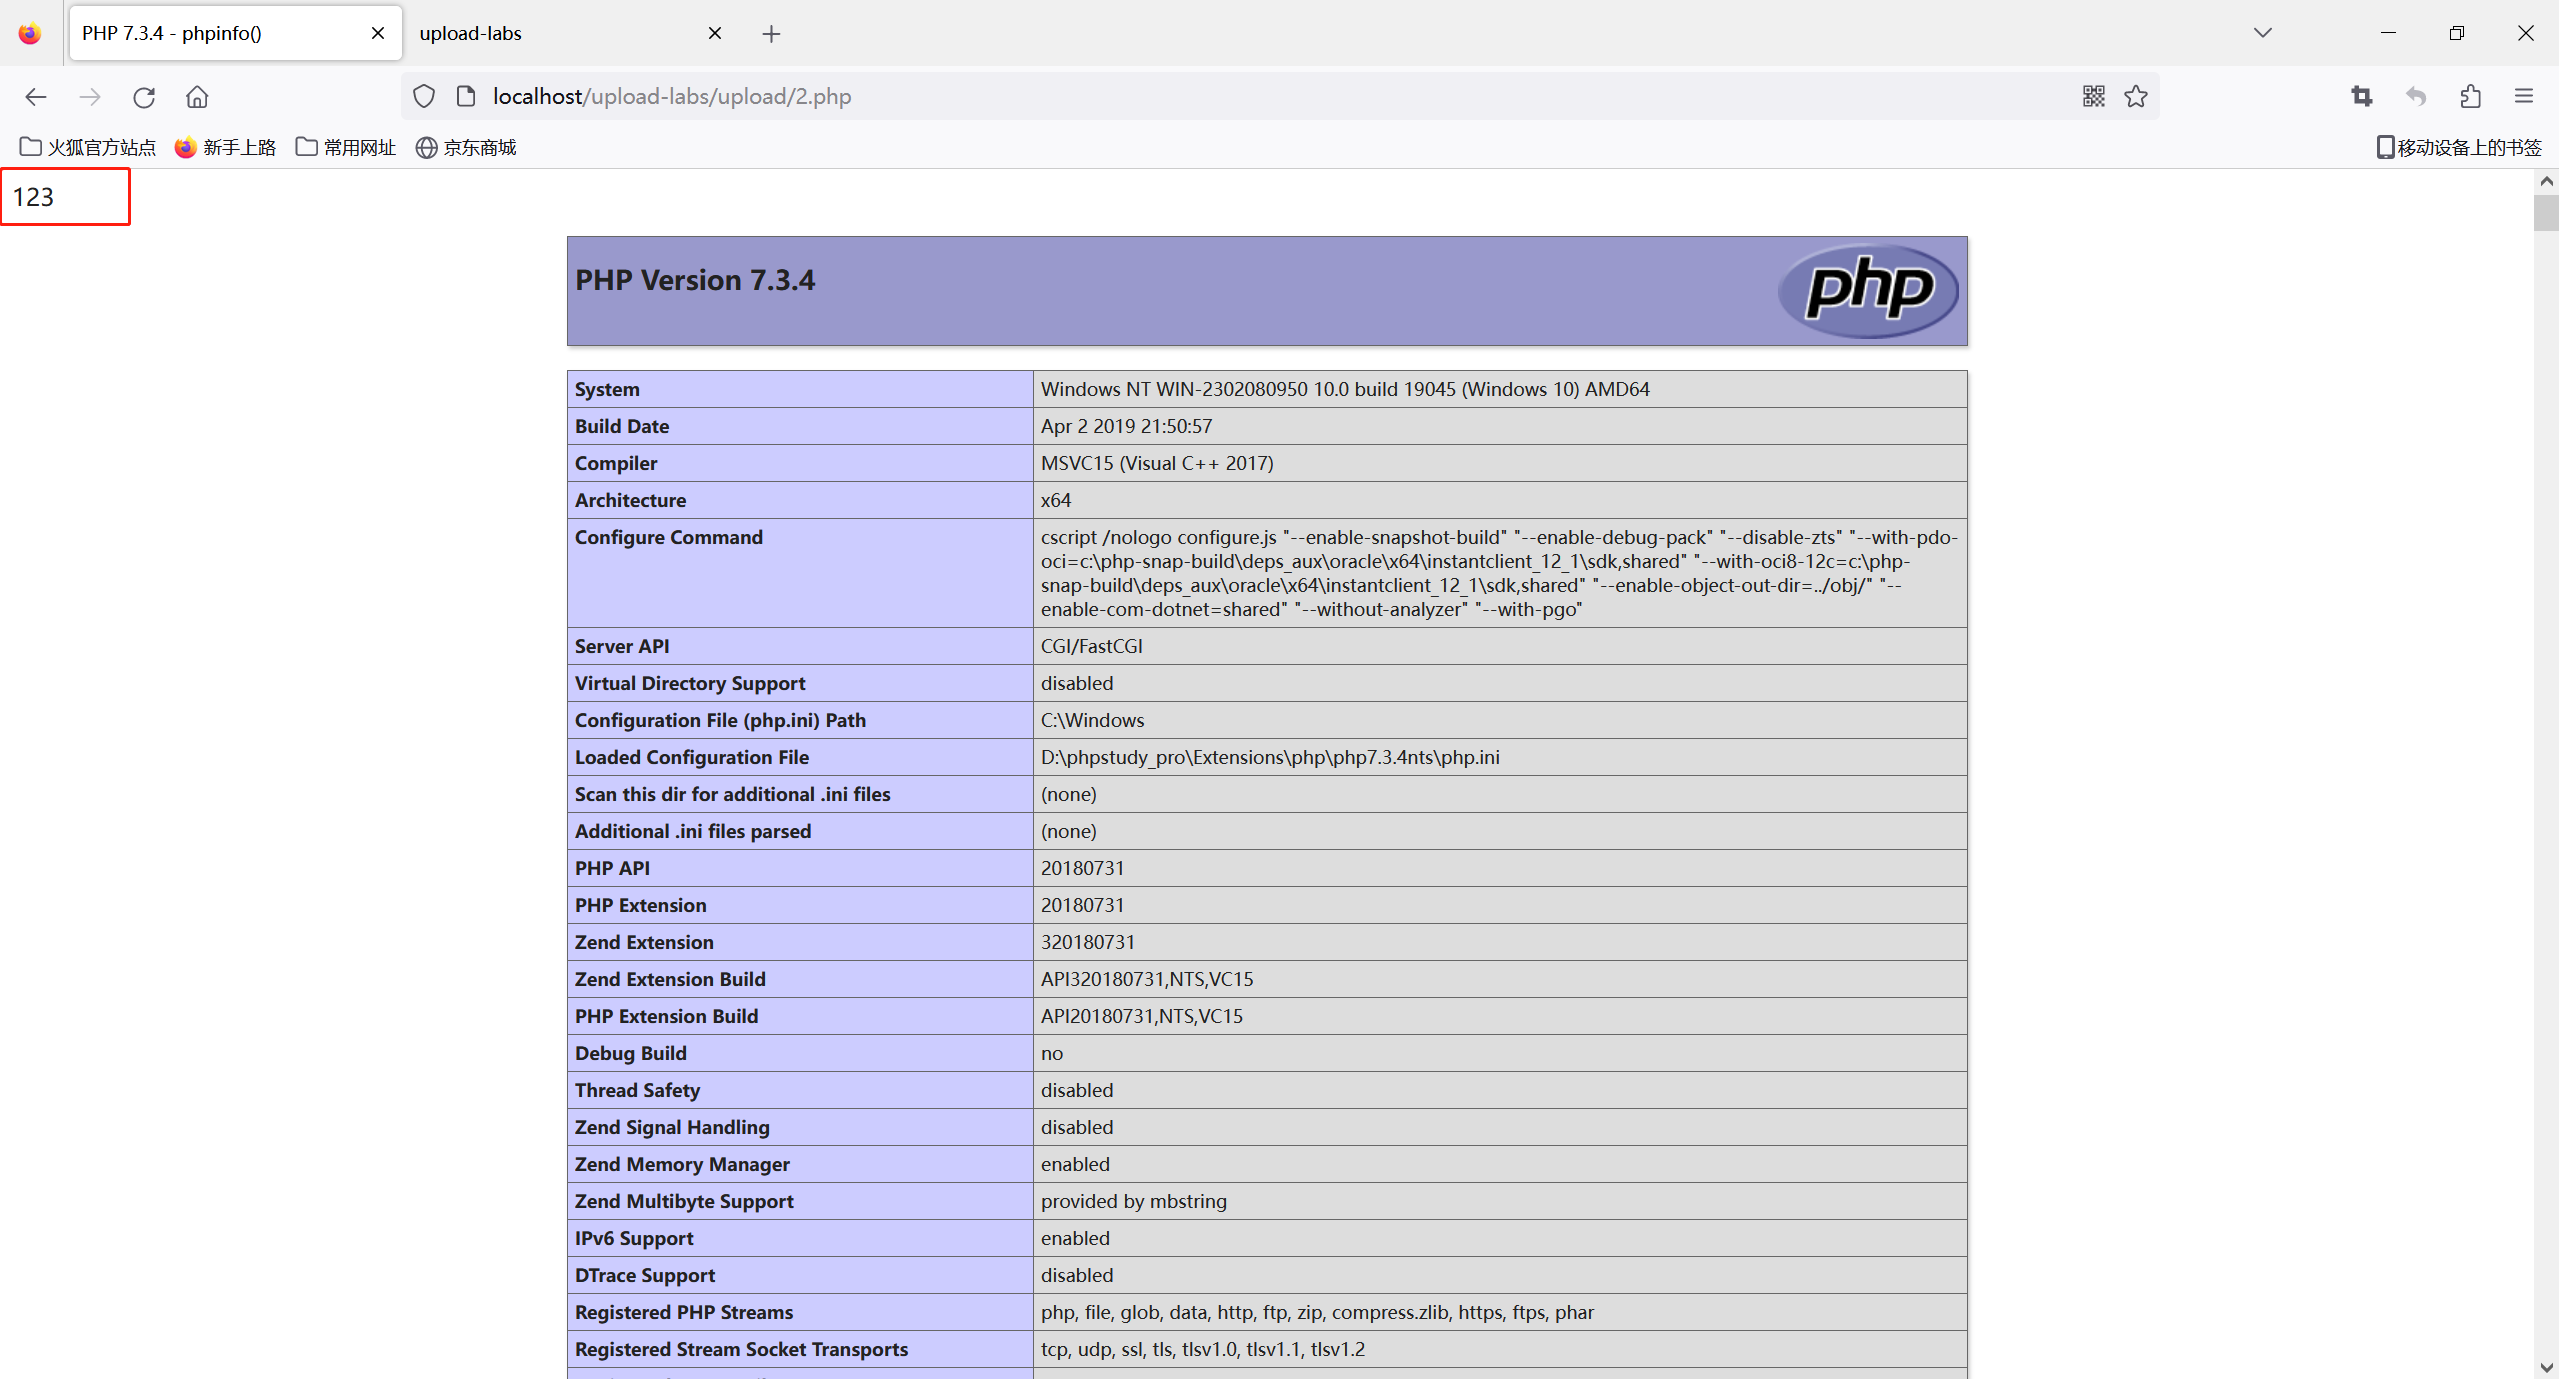 PHP 7.3.4 - phpinfo()
upload-labs
localhost/upload-labs/upload/2.php
火狐官方站点
新手上路
常用网址
京东商城
移动设备上的书签
123
PHP Version 7.3.4
php
System Windows NT WIN-2302080950 10.0 build 19045 (Windows 10) AMD64
Build Date Apr 2 2019 21:50:57
Compiler MSVC15 (Visual C++ 2017)
Architecture x64
Configure Command cscript /nologo configure.js "--enable-snapshot-build" "--enable-debug-pack" "--disable-zts" "--with-pdo-
oci=c:\php-snap-build\deps_aux\oracle\x64\instantclient_12_1\sdk,shared" "--with-oci8-12c=c:\php-
snap-build\deps_aux\oracle\x64\instantclient_12_1\sdk,shared" "--enable-object-out-dir=../obj/" "--
enable-com-dotnet=shared" "--without-analyzer" "--with-pgo"
Server API CGI/FastCGI
Virtual Directory Support disabled
Configuration File (php.ini) Path C:\Windows
Loaded Configuration File D:\phpstudy_pro\Extensions\php\php7.3.4nts\php.ini
Scan this dir for additional .ini files (none)
Additional .ini files parsed (none)
PHP API 20180731
PHP Extension 20180731
Zend Extension 320180731
Zend Extension Build API320180731,NTS,VC15
PHP Extension Build API20180731,NTS,VC15
Debug Build no
Thread Safety disabled
Zend Signal Handling disabled
Zend Memory Manager enabled
Zend Multibyte Support provided by mbstring
IPv6 Support enabled
DTrace Support disabled
Registered PHP Streams php, file, glob, data, http, ftp, zip, compress.zlib, https, ftps, phar
Registered Stream Socket Transports tcp, udp, ssl, tls, tlsv1.0, tlsv1.1, tlsv1.2